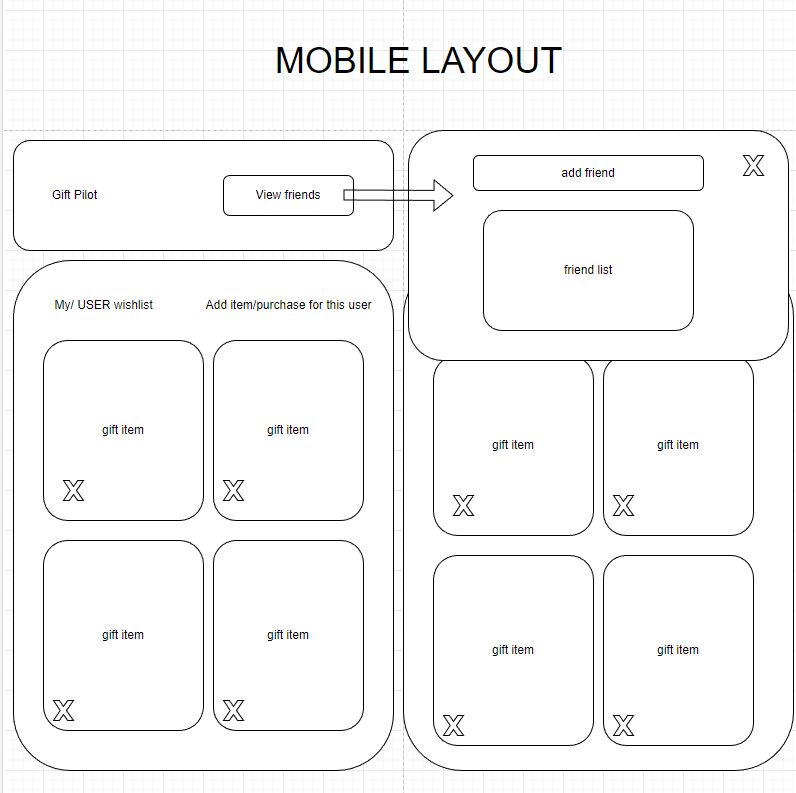 MOBILE LAYOUT
Gift Pilot
View friends
add friend
X
friend list
My/ USER wishlist
Add item/purchase for this user
gift item
gift item
X
X
gift item
gift item
X
X
gift item
gift item
X
X
gift item
gift item
X
X